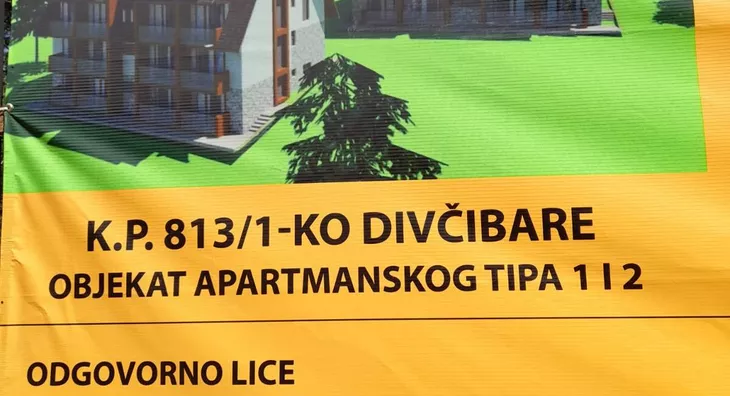 K.P. 813/1-KO DIVČIBARE
OBJEKAT APARTMANSKOG TIPA 1 I 2
ODGOVORNO LICE